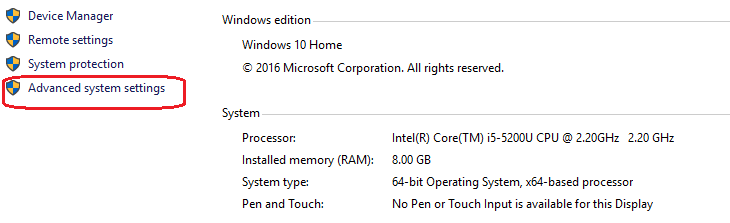 Device Manager
Remote settings
System protection
Advanced system settings
Windows edition
Windows 10 Home
© 2016 Microsoft Corporation. All rights reserved.
System
Processor: Intel(R) Core(TM) i5-5200U CPU @ 2.20GHz 2.20 GHz
Installed memory (RAM): 8.00 GB
System type: 64-bit Operating System, x64-based processor
Pen and Touch: No Pen or Touch Input is available for this Display